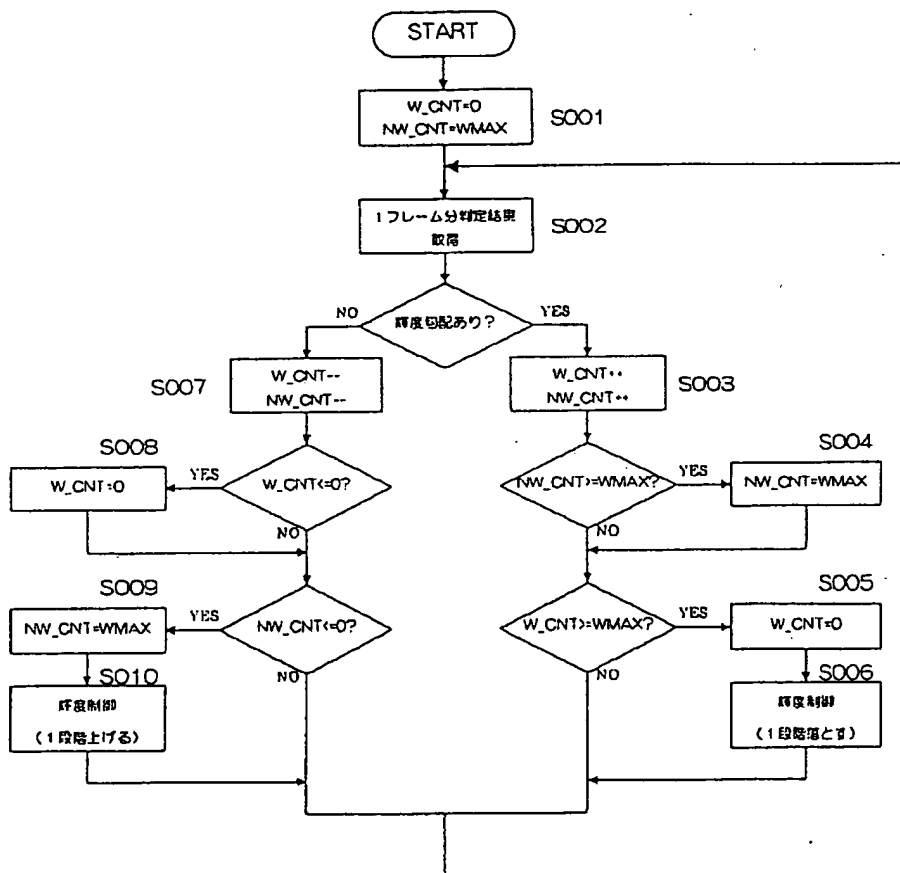 START
W_CNT=0
NW_CNT=WMAX
S001
1フレーム分判定結果
取得
S002
輝度勾配あり?
NO
YES
W_CNT--
NW_CNT--
S007
W_CNT++
NW_CNT++
S003
S008
W_CNT=0
YES
W_CNT<=0?
NO
NW_CNT>=WMAX?
YES
NO
S004
NW_CNT=WMAX
S009
NW_CNT=WMAX
YES
NW_CNT<=0?
NO
W_CNT>=WMAX?
YES
NO
S005
W_CNT=0
S010
輝度制御
(1段階上げる)
S006
輝度制御
(1段階落とす)